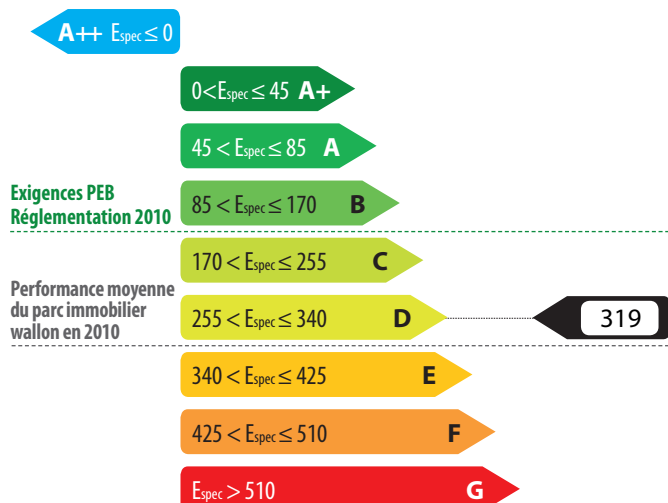 A++ Espec ≤ 0
0<Espec ≤ 45 A+
45 < Espec ≤ 85 A
Exigences PEB
Réglementation 2010
85 < Espec ≤ 170 B
170 < Espec ≤ 255 C
Performance moyenne
du parc immobilier
wallon en 2010
255 < Espec ≤ 340 D
319
340 < Espec ≤ 425 E
425 < Espec ≤ 510 F
Espec > 510 G